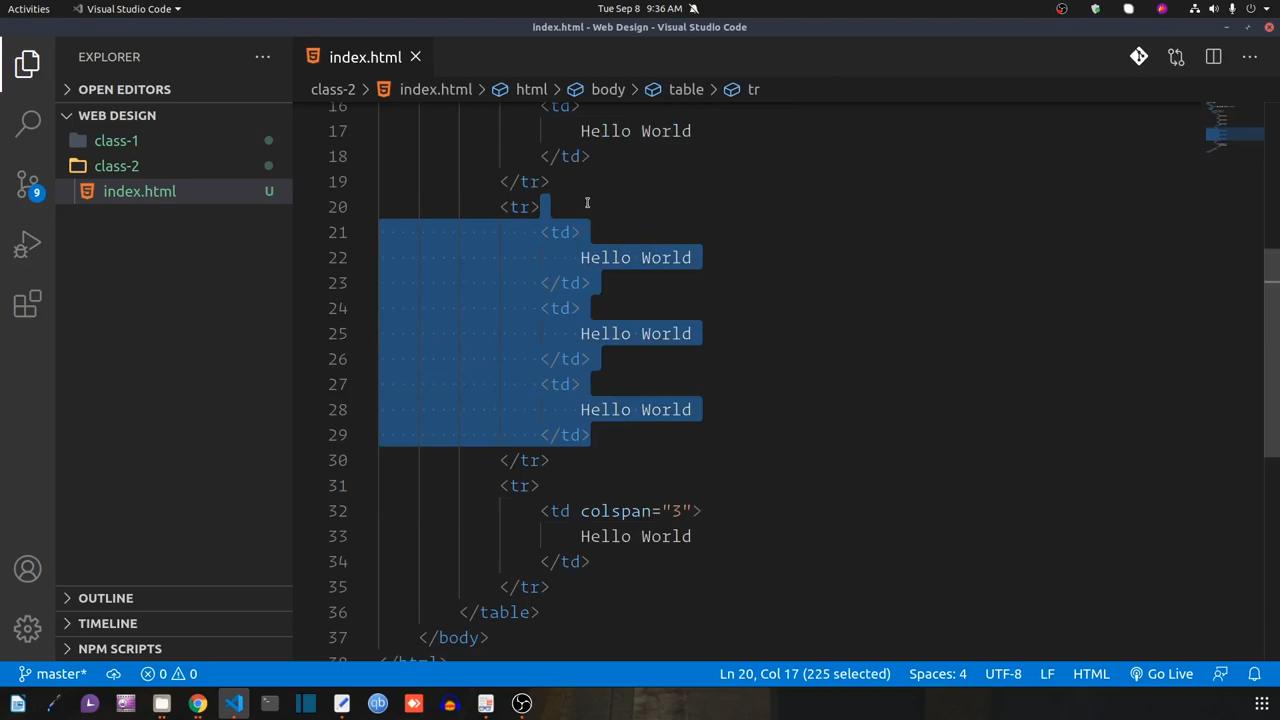 Activities
Visual Studio Code
Tue Sep 8 9:36 AM
index.html - Web Design - Visual Studio Code
EXPLORER
index.html
OPEN EDITORS
class-2 index.html html body table tr
WEB DESIGN
class-1
class-2
index.html U
9
16 <td>
17 Hello World
18 </td>
19 </tr>
20 <tr>
21 <td>
22 Hello World
23 </td>
24 <td>
25 Hello World
26 </td>
27 <td>
28 Hello World
29 </td>
30 </tr>
31 <tr>
32 <td colspan="3">
33 Hello World
34 </td>
35 </tr>
36 </table>
37 </body>
38 </html>
OUTLINE
TIMELINE
NPM SCRIPTS
master* 0 0 Ln 20, Col 17 (225 selected) Spaces: 4 UTF-8 LF HTML Go Live
qb